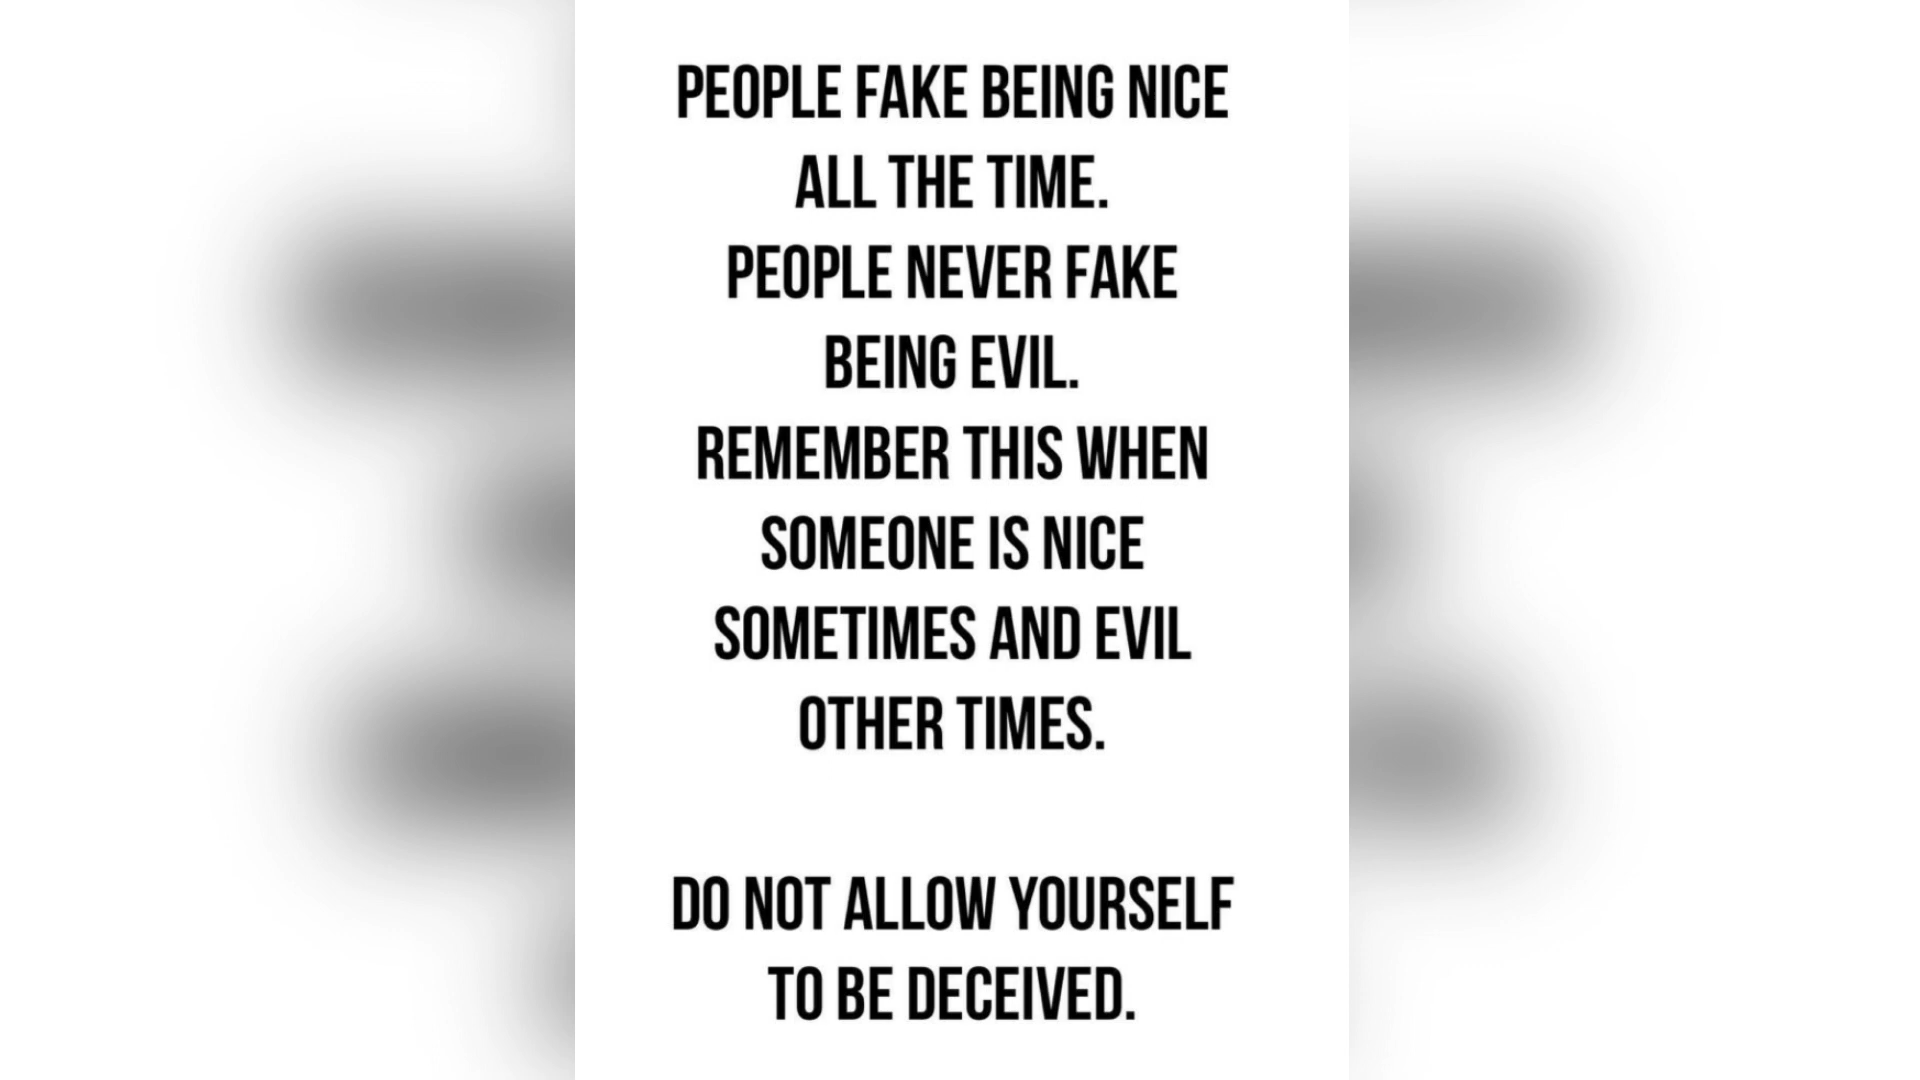 PEOPLE FAKE BEING NICE
ALL THE TIME.
PEOPLE NEVER FAKE
BEING EVIL.
REMEMBER THIS WHEN
SOMEONE IS NICE
SOMETIMES AND EVIL
OTHER TIMES.
DO NOT ALLOW YOURSELF
TO BE DECEIVED.